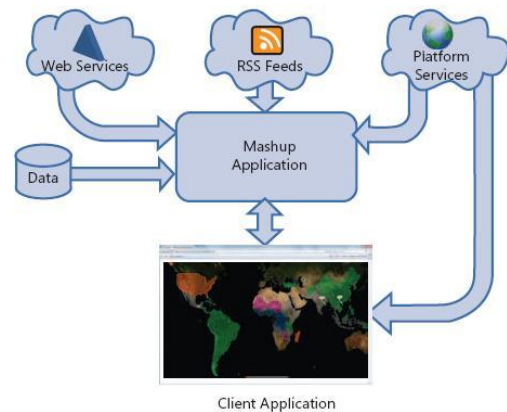 Web Services
RSS Feeds
Platform
Services
Mashup
Application
Data
Client Application